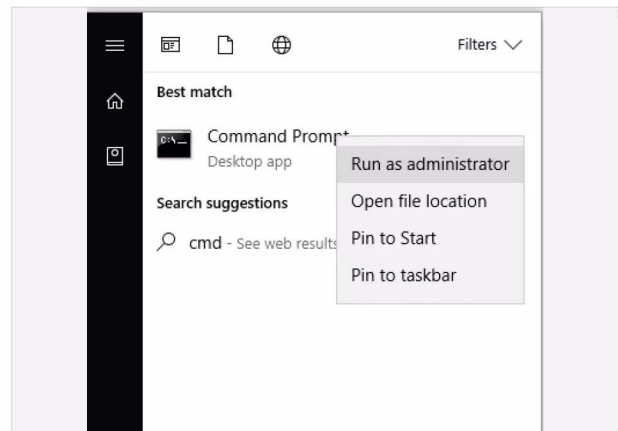 Filters
Best match
C:\_
Command Prompt
Desktop app
Search suggestions
cmd - See web results
Run as administrator
Open file location
Pin to Start
Pin to taskbar